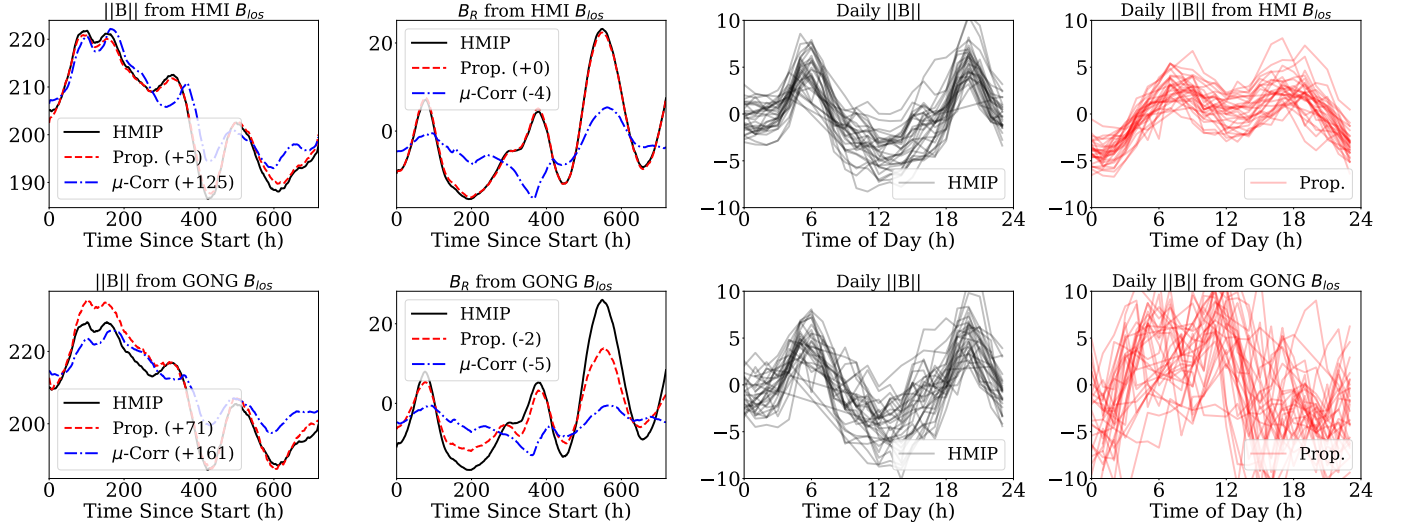 ||B|| from HMI B_los
220
210
200
190
HMIP
Prop. (+5)
μ-Corr (+125)
0 200 400 600
Time Since Start (h)
B_R from HMI B_los
20
0
HMIP
Prop. (+0)
μ-Corr (-4)
0 200 400 600
Time Since Start (h)
Daily ||B||
10
5
0
−5
−10
HMIP
0 6 12 18 24
Time of Day (h)
Daily ||B|| from HMI B_los
10
5
0
−5
−10
Prop.
0 6 12 18 24
Time of Day (h)
||B|| from GONG B_los
220
200
HMIP
Prop. (+71)
μ-Corr (+161)
0 200 400 600
Time Since Start (h)
B_R from GONG B_los
20
0
HMIP
Prop. (-2)
μ-Corr (-5)
0 200 400 600
Time Since Start (h)
Daily ||B||
10
5
0
−5
−10
HMIP
0 6 12 18 24
Time of Day (h)
Daily ||B|| from GONG B_los
10
5
0
−5
−10
Prop.
0 6 12 18 24
Time of Day (h)